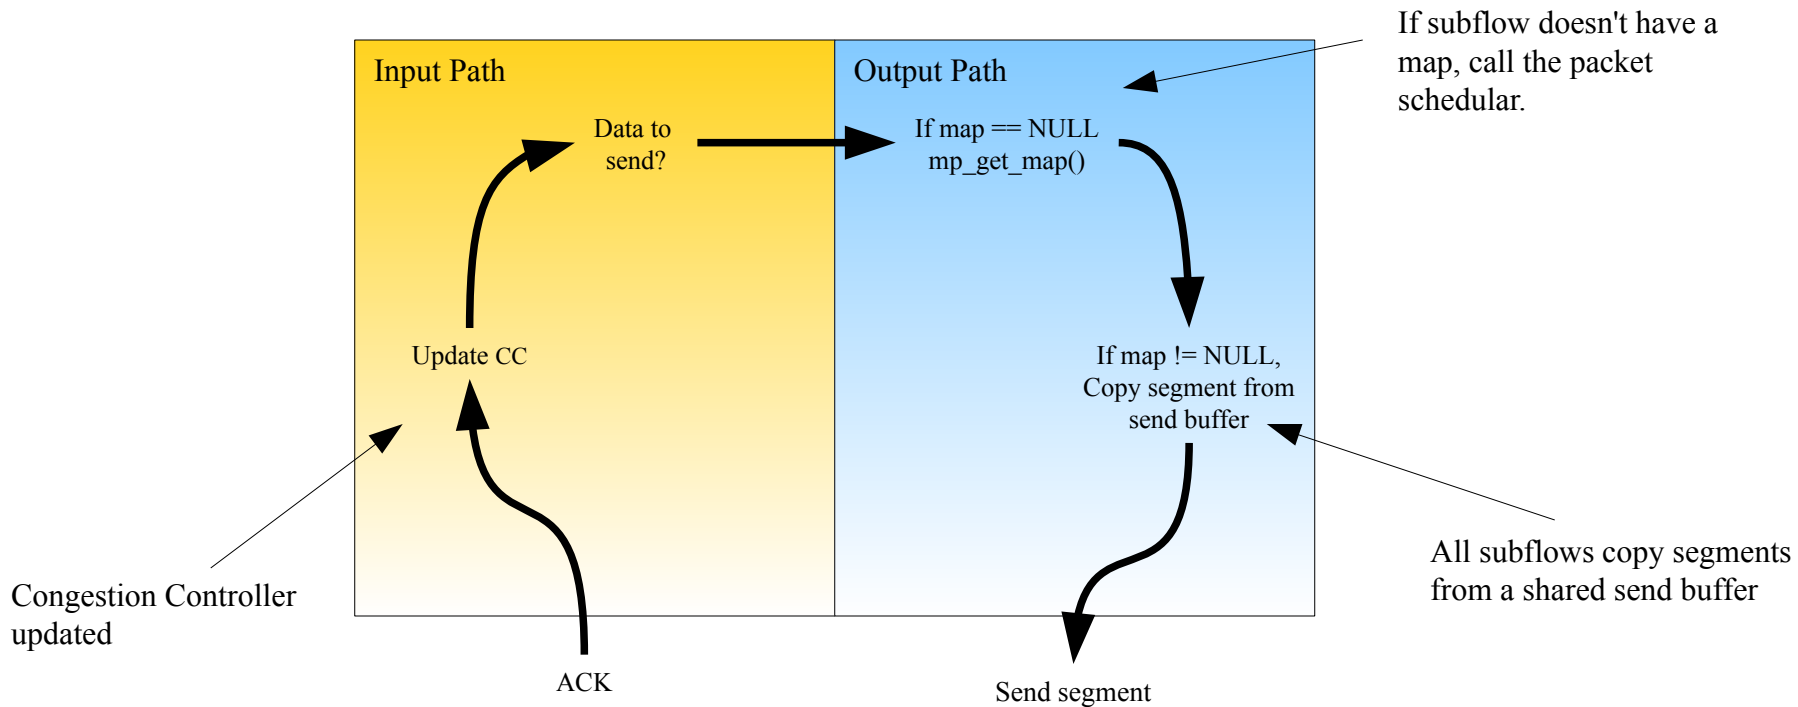 If subflow doesn't have a
map, call the packet
schedular.
Input Path
Output Path
Data to
send?
If map == NULL
mp_get_map()
Update CC
If map != NULL,
Copy segment from
send buffer
All subflows copy segments
from a shared send buffer
Congestion Controller
updated
ACK
Send segment